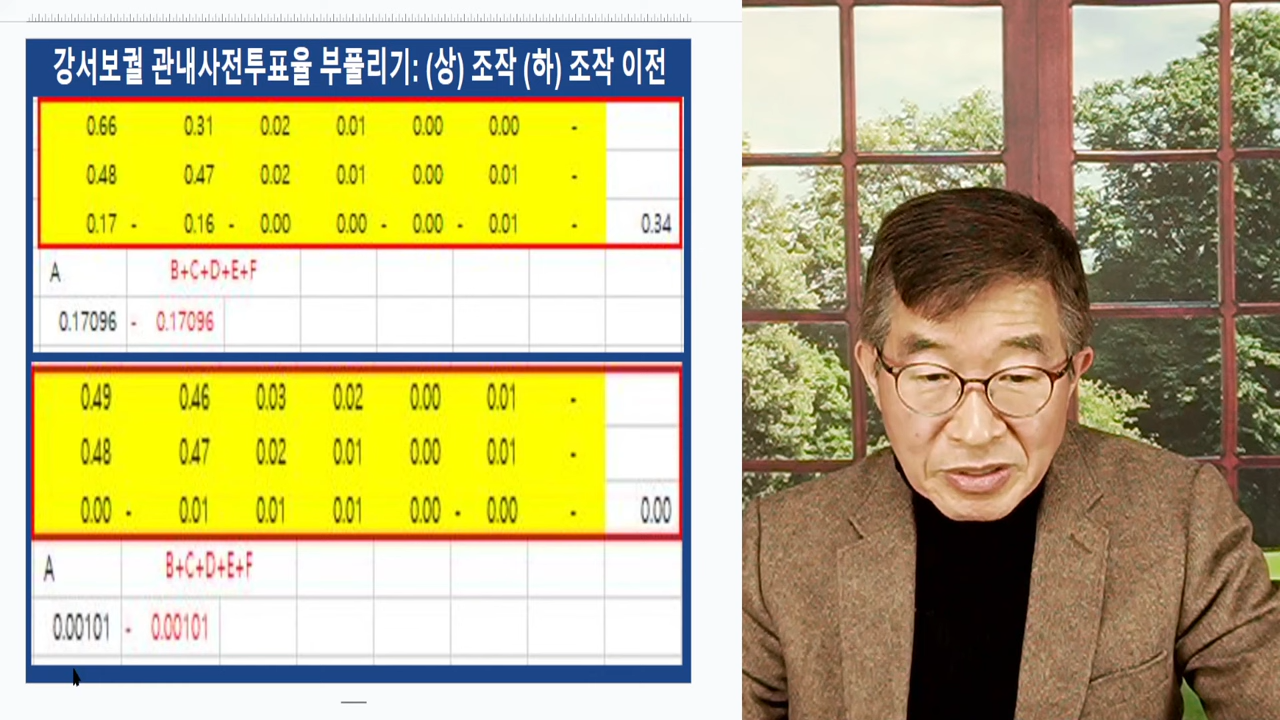 강서보궐 관내사전투표율 부풀리기: (상) 조작 (하) 조작 이전
0.66 0.31 0.02 0.01 0.00 0.00 -
0.48 0.47 0.02 0.01 0.00 0.01 -
0.17 - 0.16 - 0.00 0.00 - 0.00 - 0.01 - 0.34
A B+C+D+E+F
0.17096 - 0.17096
0.49 0.46 0.03 0.02 0.00 0.01 -
0.48 0.47 0.02 0.01 0.00 0.01 -
0.00 - 0.01 0.01 0.01 0.00 - 0.00 - 0.00
A B+C+D+E+F
0.00101 - 0.00101